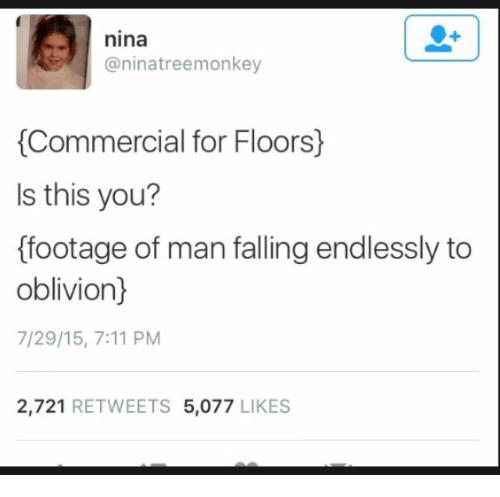 nina
@ninatreemonkey
{Commercial for Floors}
Is this you?
{footage of man falling endlessly to
oblivion}
7/29/15, 7:11 PM
2,721 RETWEETS 5,077 LIKES